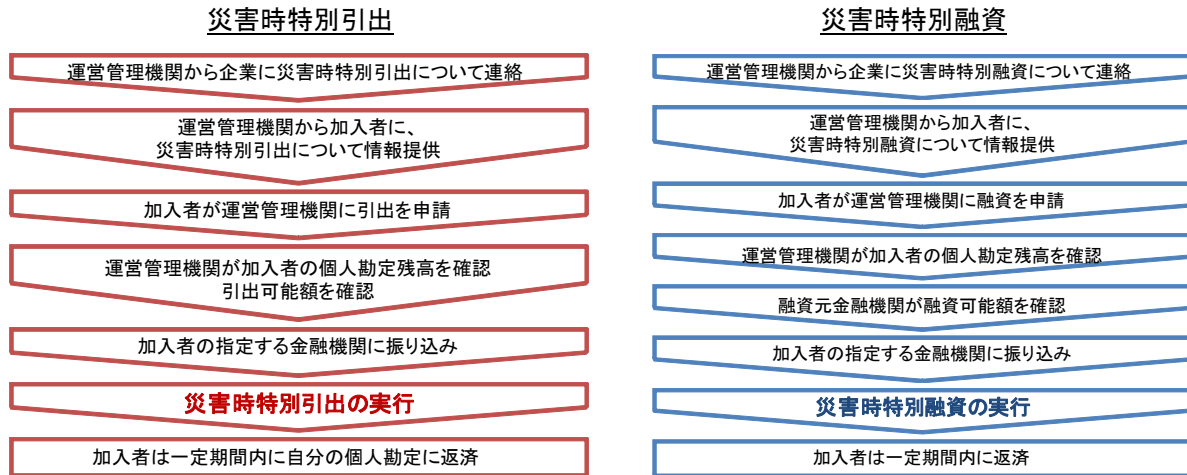 災害時特別引出
運営管理機関から企業に災害時特別引出について連絡
運営管理機関から加入者に、
災害時特別引出について情報提供
加入者が運営管理機関に引出を申請
運営管理機関が加入者の個人勘定残高を確認
引出可能額を確認
加入者の指定する金融機関に振り込み
災害時特別引出の実行
加入者は一定期間内に自分の個人勘定に返済
災害時特別融資
運営管理機関から企業に災害時特別融資について連絡
運営管理機関から加入者に、
災害時特別融資について情報提供
加入者が運営管理機関に融資を申請
運営管理機関が加入者の個人勘定残高を確認
融資元金融機関が融資可能額を確認
加入者の指定する金融機関に振り込み
災害時特別融資の実行
加入者は一定期間内に返済